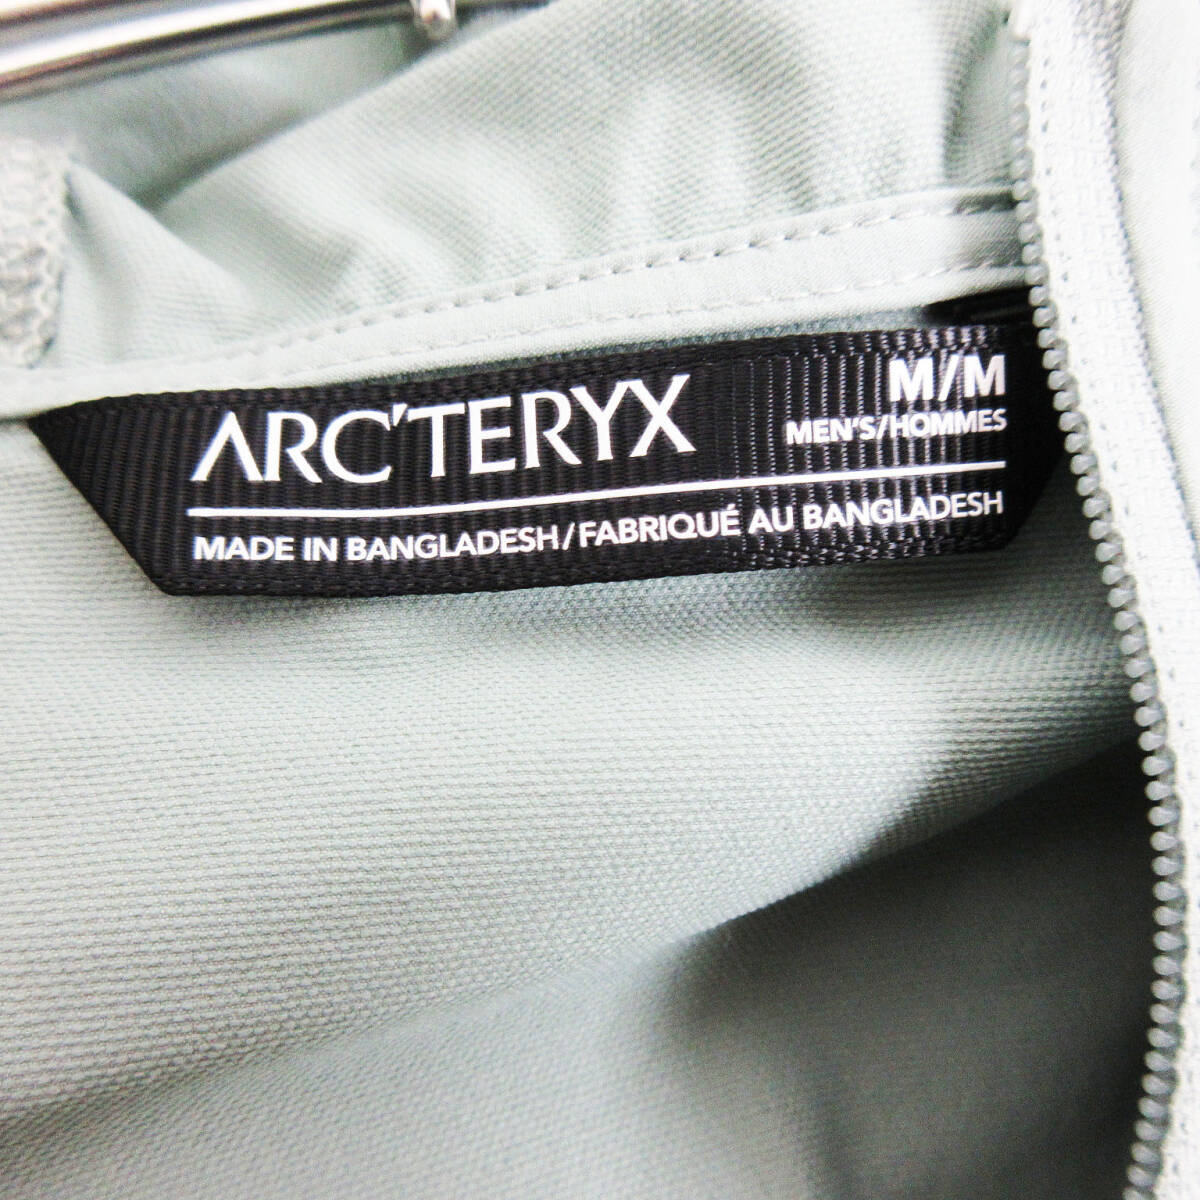 ARC'TERYX
M/M
MEN'S/HOMMES
MADE IN BANGLADESH/FABRIQUÉ AU BANGLADESH